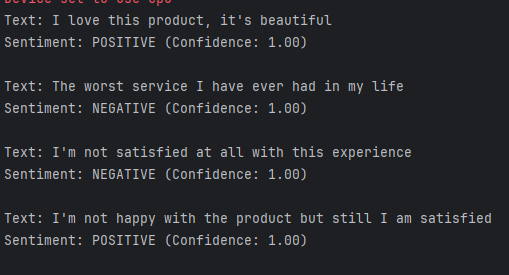 Device set to use cpu
Text: I love this product, it's beautiful
Sentiment: POSITIVE (Confidence: 1.00)
Text: The worst service I have ever had in my life
Sentiment: NEGATIVE (Confidence: 1.00)
Text: I'm not satisfied at all with this experience
Sentiment: NEGATIVE (Confidence: 1.00)
Text: I'm not happy with the product but still I am satisfied
Sentiment: POSITIVE (Confidence: 1.00)